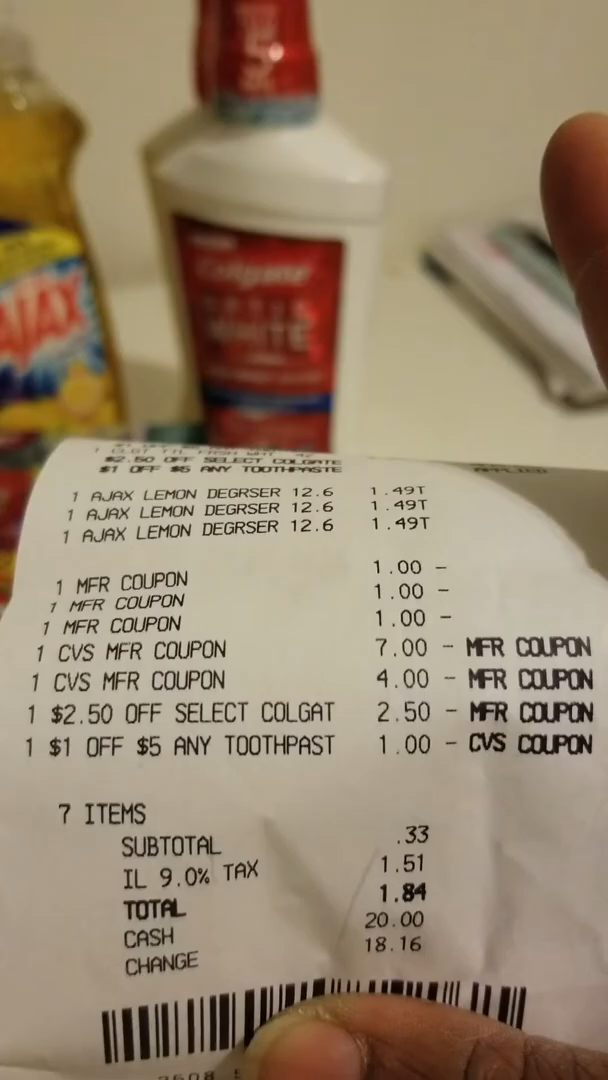 AJAX
Colgate
OPTIC
WHITE
$2.50 OFF SELECT COLGATE
$1 OFF $5 ANY TOOTHPASTE
APPLIED
1 AJAX LEMON DEGRSER 12.6 1.49T
1 AJAX LEMON DEGRSER 12.6 1.49T
1 AJAX LEMON DEGRSER 12.6 1.49T
1 MFR COUPON 1.00 -
1 MFR COUPON 1.00 -
1 MFR COUPON 1.00 -
1 CVS MFR COUPON 7.00 - MFR COUPON
1 CVS MFR COUPON 4.00 - MFR COUPON
1 $2.50 OFF SELECT COLGAT 2.50 - MFR COUPON
1 $1 OFF $5 ANY TOOTHPAST 1.00 - CVS COUPON
7 ITEMS
SUBTOTAL .33
IL 9.0% TAX 1.51
TOTAL 1.84
CASH 20.00
CHANGE 18.16